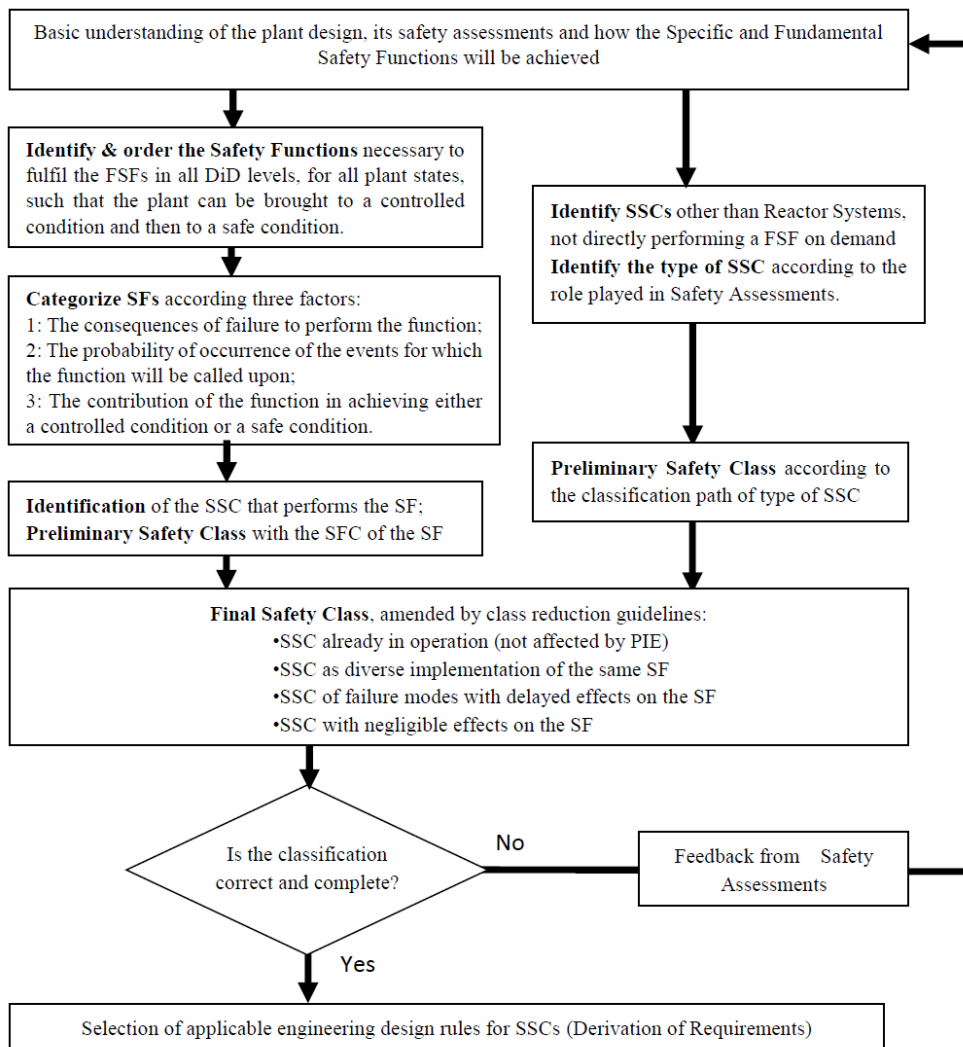 Basic understanding of the plant design, its safety assessments and how the Specific and Fundamental
Safety Functions will be achieved
Identify & order the Safety Functions necessary to
fulfil the FSFs in all DiD levels, for all plant states,
such that the plant can be brought to a controlled
condition and then to a safe condition.
Categorize SFs according three factors:
1: The consequences of failure to perform the function;
2: The probability of occurrence of the events for which
the function will be called upon;
3: The contribution of the function in achieving either
a controlled condition or a safe condition.
Identification of the SSC that performs the SF;
Preliminary Safety Class with the SFC of the SF
Identify SSCs other than Reactor Systems,
not directly performing a FSF on demand
Identify the type of SSC according to the
role played in Safety Assessments.
Preliminary Safety Class according to
the classification path of type of SSC
Final Safety Class, amended by class reduction guidelines:
•SSC already in operation (not affected by PIE)
•SSC as diverse implementation of the same SF
•SSC of failure modes with delayed effects on the SF
•SSC with negligible effects on the SF
Is the classification
correct and complete?
No
Feedback from Safety
Assessments
Yes
Selection of applicable engineering design rules for SSCs (Derivation of Requirements)